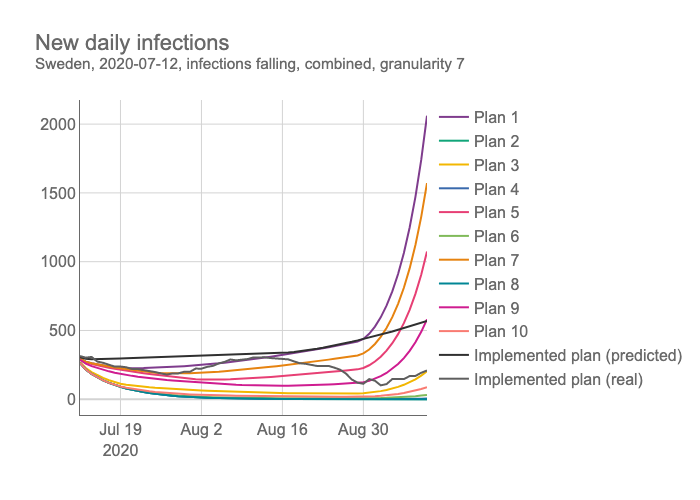 New daily infections
Sweden, 2020-07-12, infections falling, combined, granularity 7
2000
1500
1000
500
0
Jul 19
2020
Aug 2
Aug 16
Aug 30
Plan 1
Plan 2
Plan 3
Plan 4
Plan 5
Plan 6
Plan 7
Plan 8
Plan 9
Plan 10
Implemented plan (predicted)
Implemented plan (real)